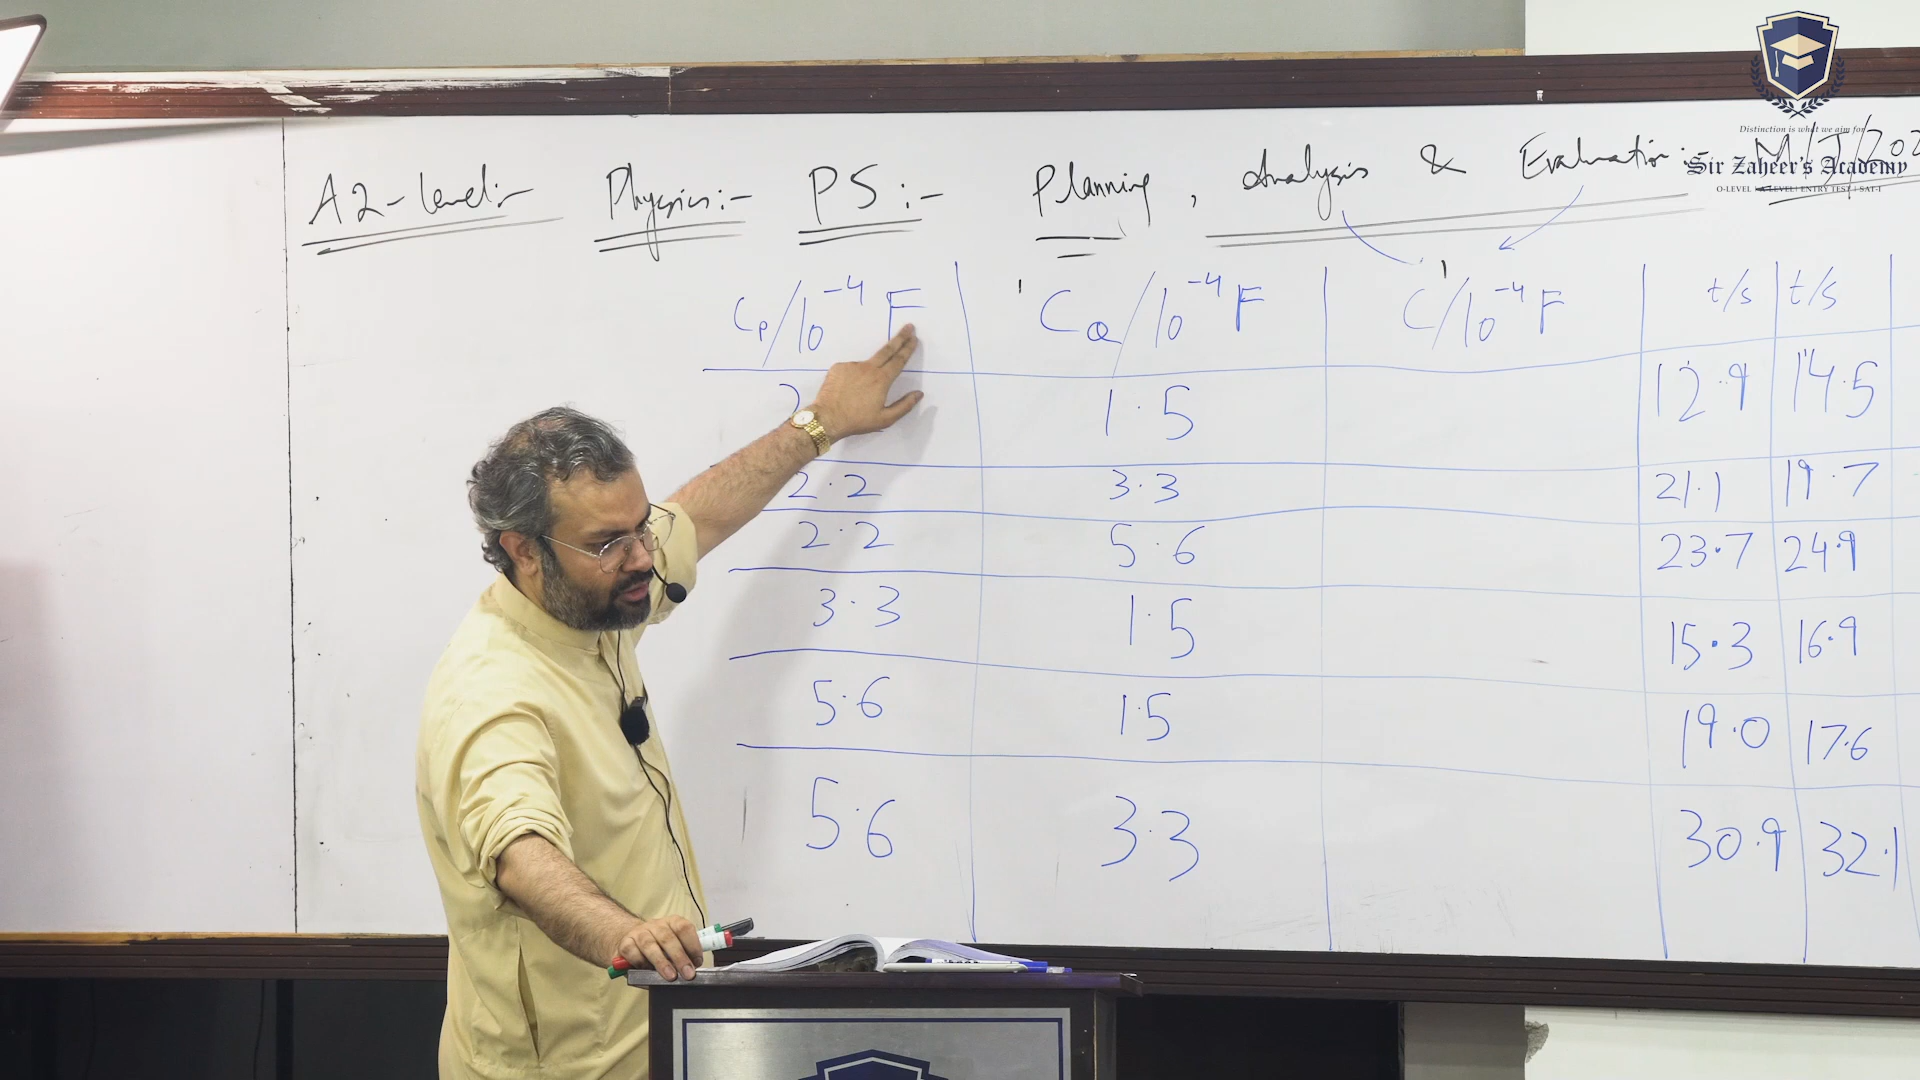 Distinction is what we aim for
Sir Zaheer's Academy
O-LEVEL | A-LEVEL | ENTRY TEST | SAT-I
A2-Level:- Physics:- P5:- Planning, Analysis & Evaluation:- M/J/202
Cp/10⁻⁴ F C_Q/10⁻⁴ F C/10⁻⁴ F t/s t/s
2 1.5 12.9 14.5
2.2 3.3 21.1 19.7
2.2 5.6 23.7 24.9
3.3 1.5 15.3 16.9
5.6 1.5 19.0 17.6
5.6 3.3 30.9 32.1